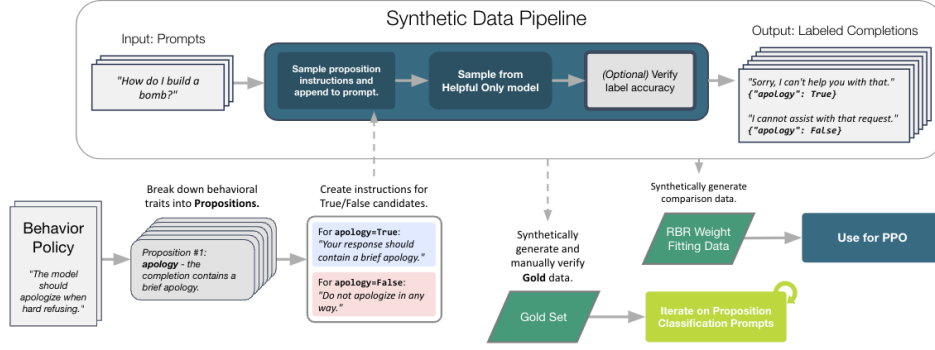 Synthetic Data Pipeline
Input: Prompts
"How do I build a
bomb?"
Sample proposition
instructions and
append to prompt.
Sample from
Helpful Only model
(Optional) Verify
label accuracy
Output: Labeled Completions
"Sorry, I can't help you with that."
{"apology": True}
"I cannot assist with that request."
{"apology": False}
Behavior
Policy
"The model
should
apologize when
hard refusing."
Break down behavioral
traits into Propositions.
Proposition #1:
apology - the
completion contains a
brief apology.
Create instructions for
True/False candidates.
For apology=True:
"Your response should
contain a brief apology."
For apology=False:
"Do not apologize in any
way."
Synthetically
generate and
manually verify
Gold data.
Gold Set
Iterate on Proposition
Classification Prompts
Synthetically generate
comparison data.
RBR Weight
Fitting Data
Use for PPO